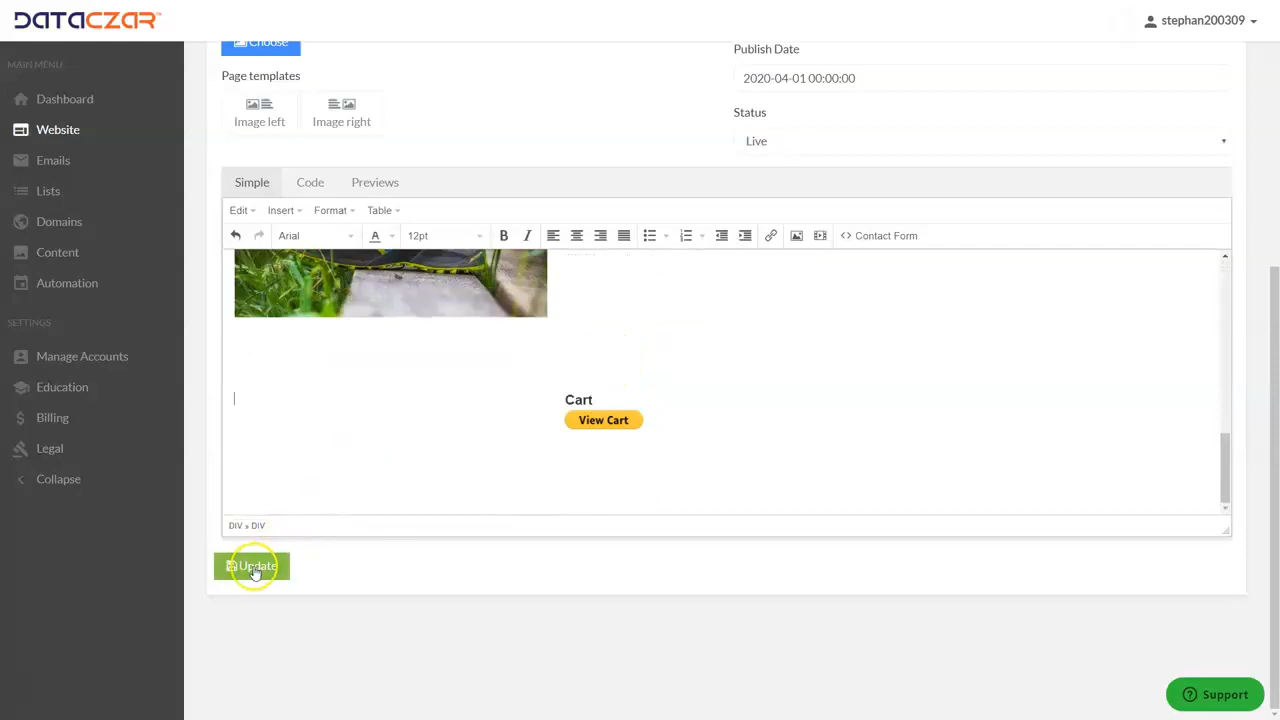 DATACZAR
stephan200309
MAIN MENU
Dashboard
Website
Emails
Lists
Domains
Content
Automation
SETTINGS
Manage Accounts
Education
Billing
Legal
Collapse
Choose
Page templates
Image left
Image right
Publish Date
2020-04-01 00:00:00
Status
Live
Simple Code Previews
Edit Insert Format Table
Arial A 12pt B I <> Contact Form
Cart
View Cart
DIV » DIV
Update
Support